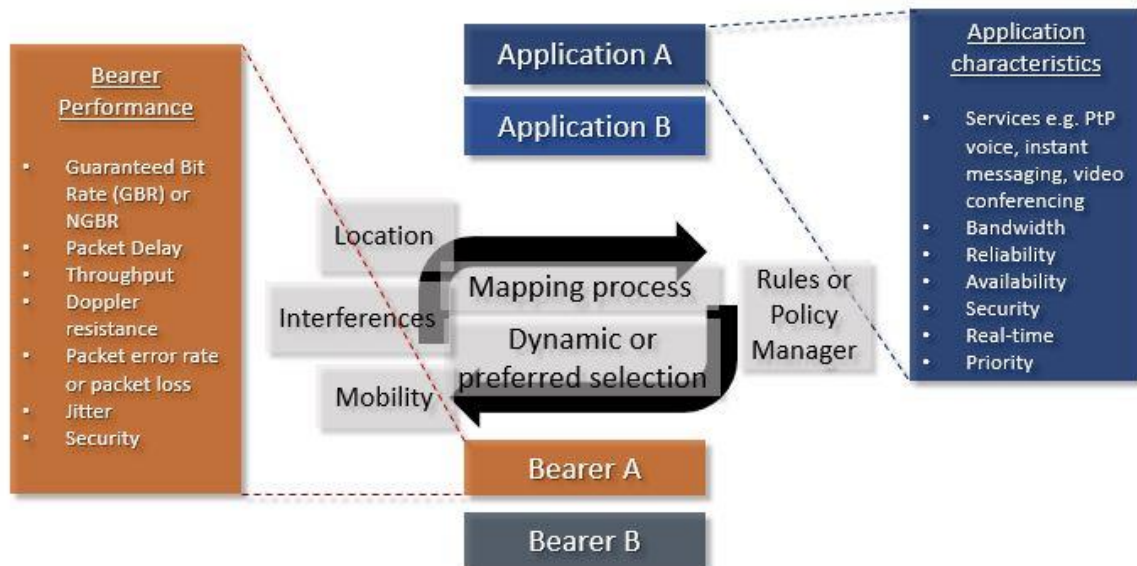 Bearer
Performance
• Guaranteed Bit
Rate (GBR) or
NGBR
• Packet Delay
• Throughput
• Doppler
resistance
• Packet error rate
or packet loss
• Jitter
• Security
Application A
Application B
Location
Interferences
Mobility
Mapping process
Dynamic or
preferred selection
Rules or
Policy
Manager
Bearer A
Bearer B
Application
characteristics
• Services e.g. PtP
voice, instant
messaging, video
conferencing
• Bandwidth
• Reliability
• Availability
• Security
• Real-time
• Priority